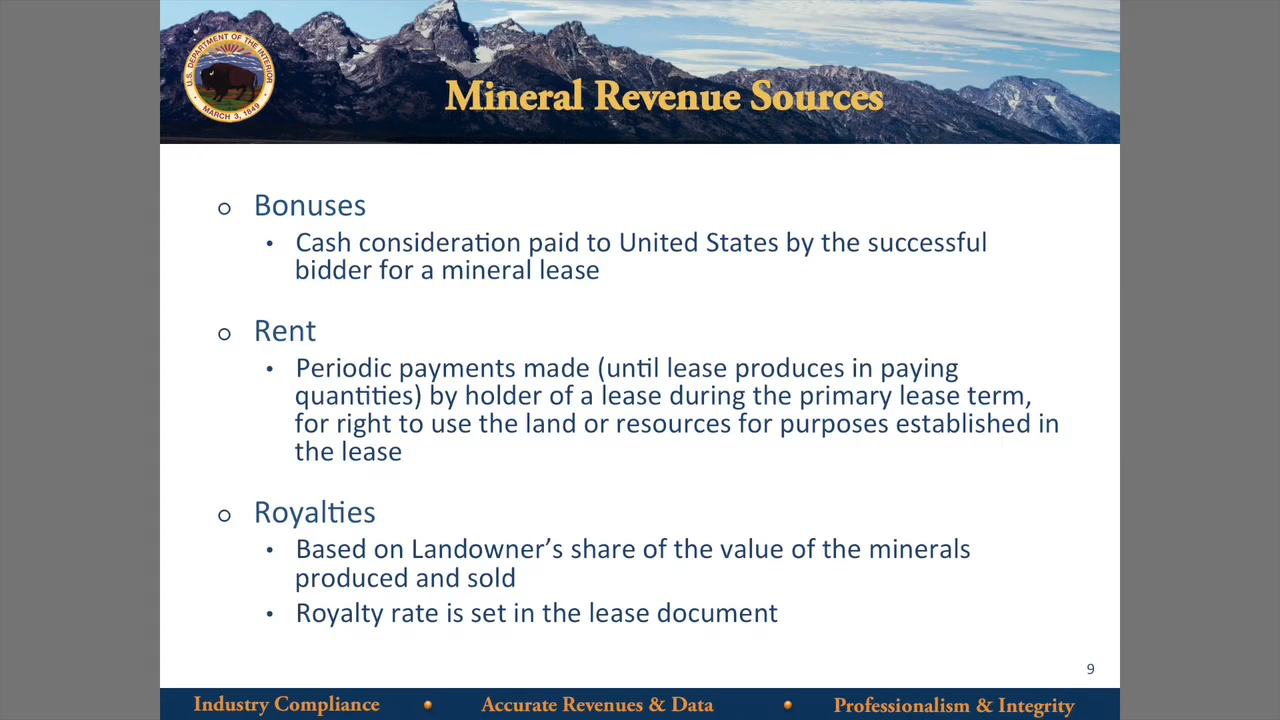 U.S. DEPARTMENT OF THE INTERIOR
MARCH 3, 1849
Mineral Revenue Sources
Bonuses
Cash consideration paid to United States by the successful
bidder for a mineral lease
Rent
Periodic payments made (until lease produces in paying
quantities) by holder of a lease during the primary lease term,
for right to use the land or resources for purposes established in
the lease
Royalties
Based on Landowner’s share of the value of the minerals
produced and sold
Royalty rate is set in the lease document
9
Industry Compliance • Accurate Revenues & Data • Professionalism & Integrity